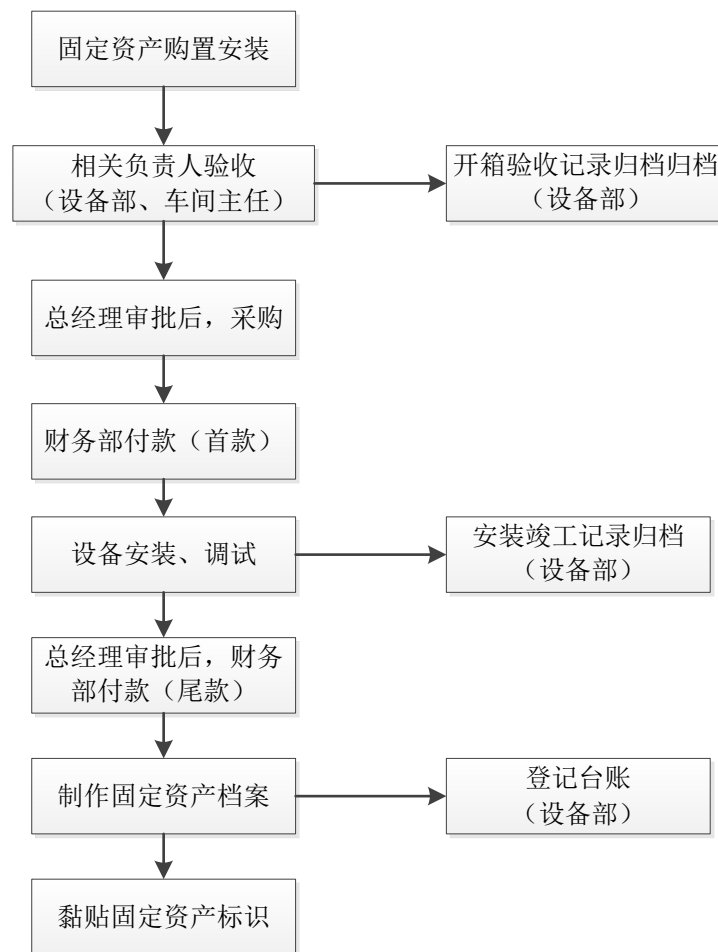 固定资产购置安装
相关负责人验收
（设备部、车间主任）
开箱验收记录归档归档
（设备部）
总经理审批后，采购
财务部付款（首款）
设备安装、调试
安装竣工记录归档
（设备部）
总经理审批后，财务
部付款（尾款）
制作固定资产档案
登记台账
（设备部）
黏贴固定资产标识